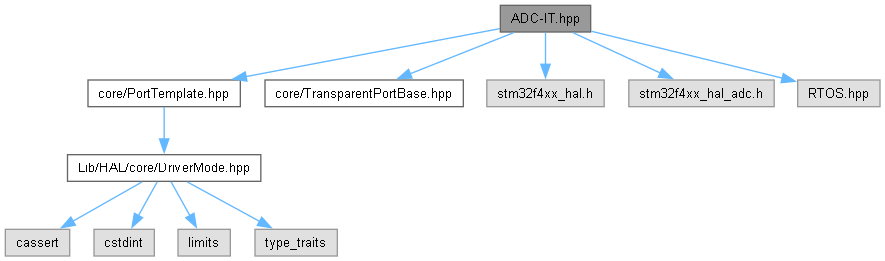 ADC-IT.hpp
core/PortTemplate.hpp
core/TransparentPortBase.hpp
stm32f4xx_hal.h
stm32f4xx_hal_adc.h
RTOS.hpp
Lib/HAL/core/DriverMode.hpp
cassert
cstdint
limits
type_traits